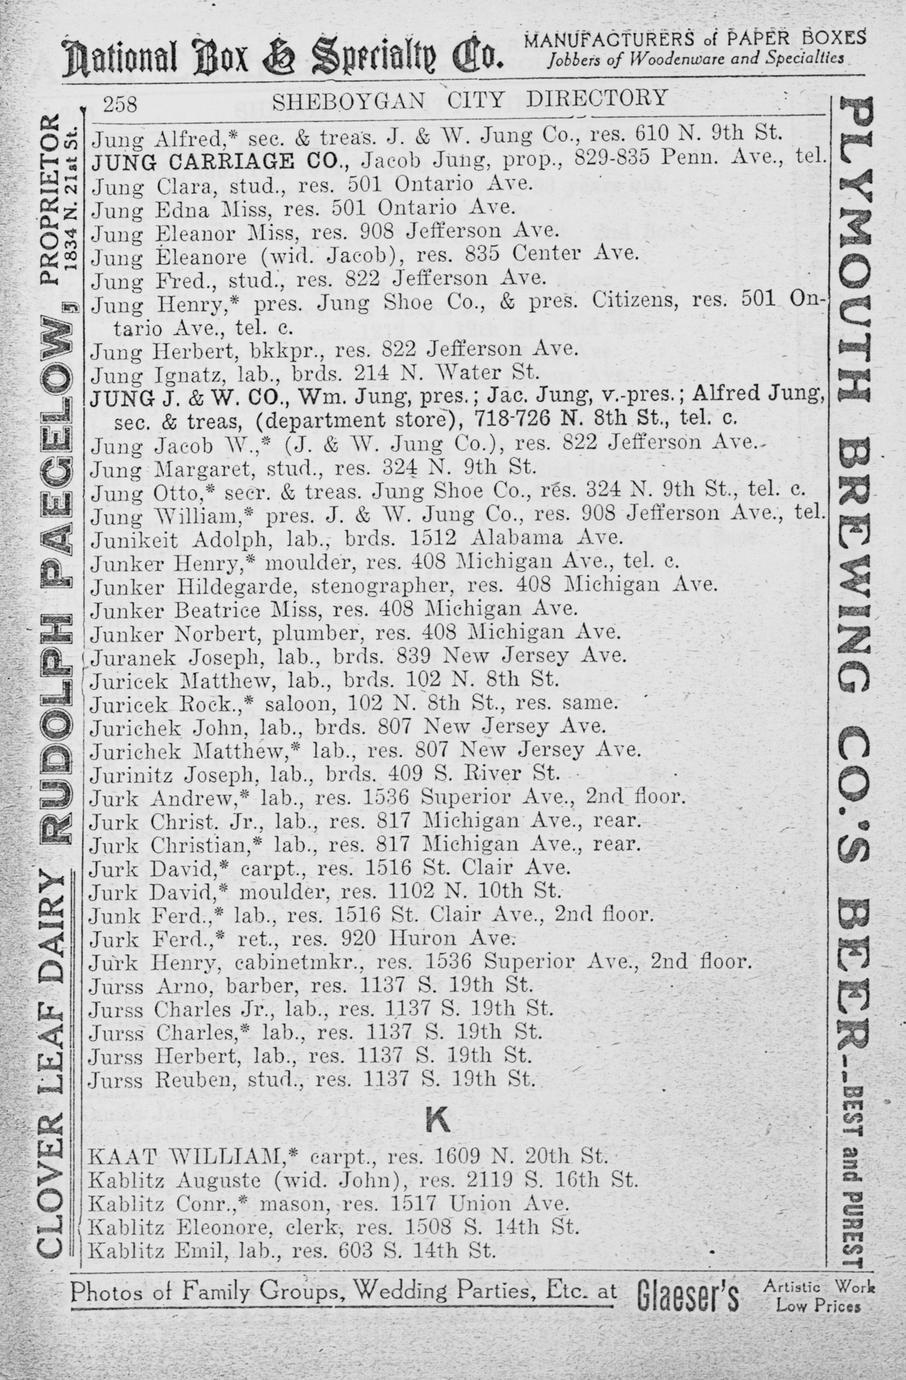 National Box & Specialty Co.
MANUFACTURERS of PAPER BOXES
Jobbers of Woodenware and Specialties
258
SHEBOYGAN CITY DIRECTORY
Jung Alfred,* sec. & treas. J. & W. Jung Co., res. 610 N. 9th St.
JUNG CARRIAGE CO., Jacob Jung, prop., 829-835 Penn. Ave., tel.
Jung Clara, stud., res. 501 Ontario Ave.
Jung Edna Miss, res. 501 Ontario Ave.
Jung Eleanor Miss, res. 908 Jefferson Ave.
Jung Eleanore (wid. Jacob), res. 835 Center Ave.
Jung Fred., stud., res. 822 Jefferson Ave.
Jung Henry,* pres. Jung Shoe Co., & pres. Citizens, res. 501 On-
tario Ave., tel. c.
Jung Herbert, bkkpr., res. 822 Jefferson Ave.
Jung Ignatz, lab., brds. 214 N. Water St.
JUNG J. & W. CO., Wm. Jung, pres.; Jac. Jung, v.-pres.; Alfred Jung,
sec. & treas, (department store), 718-726 N. 8th St., tel. c.
Jung Jacob W.,* (J. & W. Jung Co.), res. 822 Jefferson Ave.
Jung Margaret, stud., res. 324 N. 9th St.
Jung Otto,* secr. & treas. Jung Shoe Co., res. 324 N. 9th St., tel. c.
Jung William,* pres. J. & W. Jung Co., res. 908 Jefferson Ave., tel.
Junikeit Adolph, lab., brds. 1512 Alabama Ave.
Junker Henry,* moulder, res. 408 Michigan Ave., tel. c.
Junker Hildegarde, stenographer, res. 408 Michigan Ave.
Junker Beatrice Miss, res. 408 Michigan Ave.
Junker Norbert, plumber, res. 408 Michigan Ave.
Juranek Joseph, lab., brds. 839 New Jersey Ave.
Juricek Matthew, lab., brds. 102 N. 8th St.
Juricek Rock.,* saloon, 102 N. 8th St., res. same.
Jurichek John, lab., brds. 807 New Jersey Ave.
Jurichek Matthew,* lab., res. 807 New Jersey Ave.
Jurinitz Joseph, lab., brds. 409 S. River St.
Jurk Andrew,* lab., res. 1536 Superior Ave., 2nd floor.
Jurk Christ. Jr., lab., res. 817 Michigan Ave., rear.
Jurk Christian,* lab., res. 817 Michigan Ave., rear.
Jurk David,* carpt., res. 1516 St. Clair Ave.
Jurk David,* moulder, res. 1102 N. 10th St.
Junk Ferd.,* lab., res. 1516 St. Clair Ave., 2nd floor.
Jurk Ferd.,* ret., res. 920 Huron Ave.
Jurk Henry, cabinetmkr., res. 1536 Superior Ave., 2nd floor.
Jurss Arno, barber, res. 1137 S. 19th St.
Jurss Charles Jr., lab., res. 1137 S. 19th St.
Jurss Charles,* lab., res. 1137 S. 19th St.
Jurss Herbert, lab., res. 1137 S. 19th St.
Jurss Reuben, stud., res. 1137 S. 19th St.
K
KAAT WILLIAM,* carpt., res. 1609 N. 20th St.
Kablitz Auguste (wid. John), res. 2119 S. 16th St.
Kablitz Conr.,* mason, res. 1517 Union Ave.
Kablitz Eleonore, clerk, res. 1508 S. 14th St.
Kablitz Emil, lab., res. 603 S. 14th St.
CLOVER LEAF DAIRY RUDOLPH PAEGELOW, PROPRIETOR
1834 N. 21st St.
PLYMOUTH BREWING CO.'S BEER--BEST and PUREST
Photos of Family Groups, Wedding Parties, Etc. at Glaeser's
Artistic Work
Low Prices